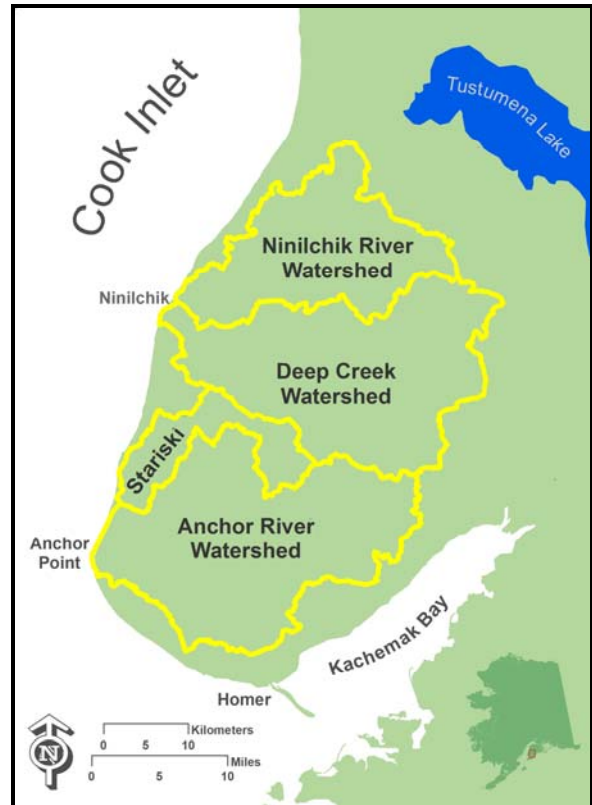 Cook Inlet
Tustumena Lake
Ninilchik River
Watershed
Ninilchik
Deep Creek
Watershed
Stariski
Anchor River
Watershed
Anchor
Point
Kachemak Bay
Homer
N
Kilometers
0 5 10
Miles
0 5 10